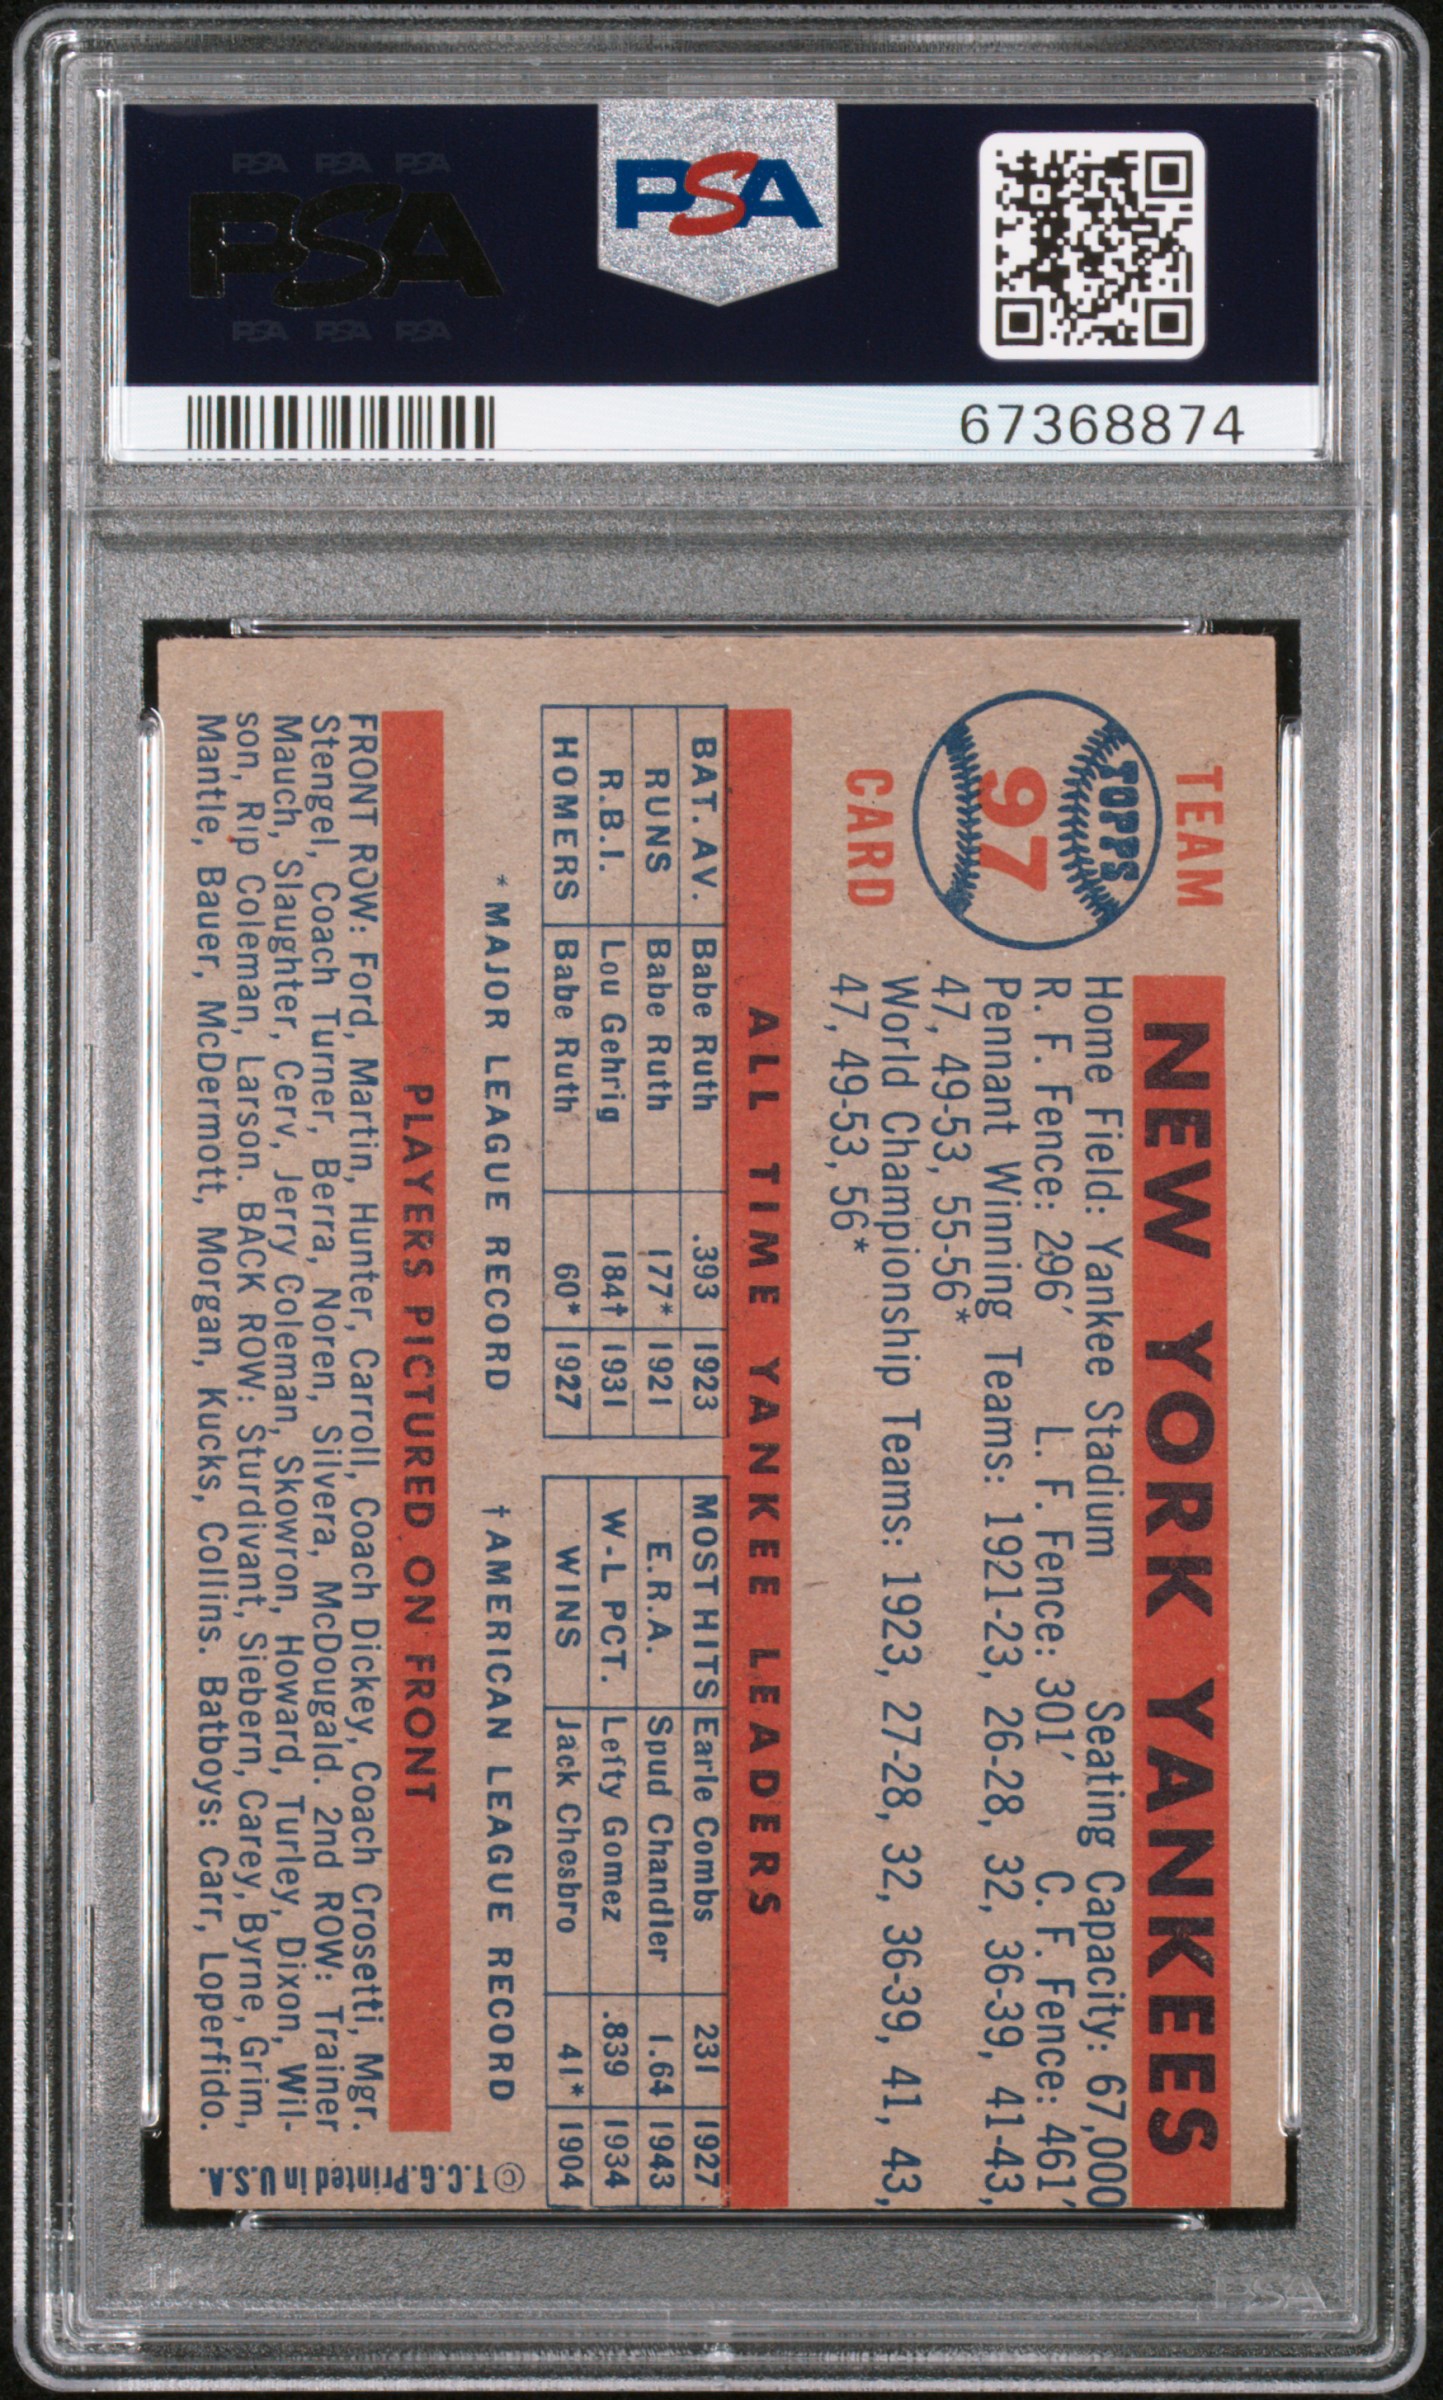 PSA PSA PSA
PSA
PSA PSA PSA
PSA
67368874
TEAM
TOPPS
97
CARD
NEW YORK YANKEES
Home Field: Yankee Stadium Seating Capacity: 67,000
R. F. Fence: 296′ L. F. Fence: 301′ C. F. Fence: 461′
Pennant Winning Teams: 1921-23, 26-28, 32, 36-39, 41-43,
47, 49-53, 55-56*
World Championship Teams: 1923, 27-28, 32, 36-39, 41, 43,
47, 49-53, 56*
ALL TIME YANKEE LEADERS
BAT. AV. Babe Ruth .393 1923 MOST HITS Earle Combs 231 1927
RUNS Babe Ruth 177* 1921 E.R.A. Spud Chandler 1.64 1943
R.B.I. Lou Gehrig 184† 1931 W-L PCT. Lefty Gomez .839 1934
HOMERS Babe Ruth 60* 1927 WINS Jack Chesbro 41* 1904
* MAJOR LEAGUE RECORD † AMERICAN LEAGUE RECORD
PLAYERS PICTURED ON FRONT
FRONT ROW: Ford, Martin, Hunter, Carroll, Coach Dickey, Coach Crosetti, Mgr.
Stengel, Coach Turner, Berra, Noren, Silvera, McDougald. 2nd ROW: Trainer
Mauch, Slaughter, Cerv, Jerry Coleman, Skowron, Howard, Turley, Dixon, Wil-
son, Rip Coleman, Larson. BACK ROW: Sturdivant, Siebern, Carey, Byrne, Grim,
Mantle, Bauer, McDermott, Morgan, Kucks, Collins. Batboys: Carr, Loperfido.
© T.C.G. Printed in U.S.A.
PSA